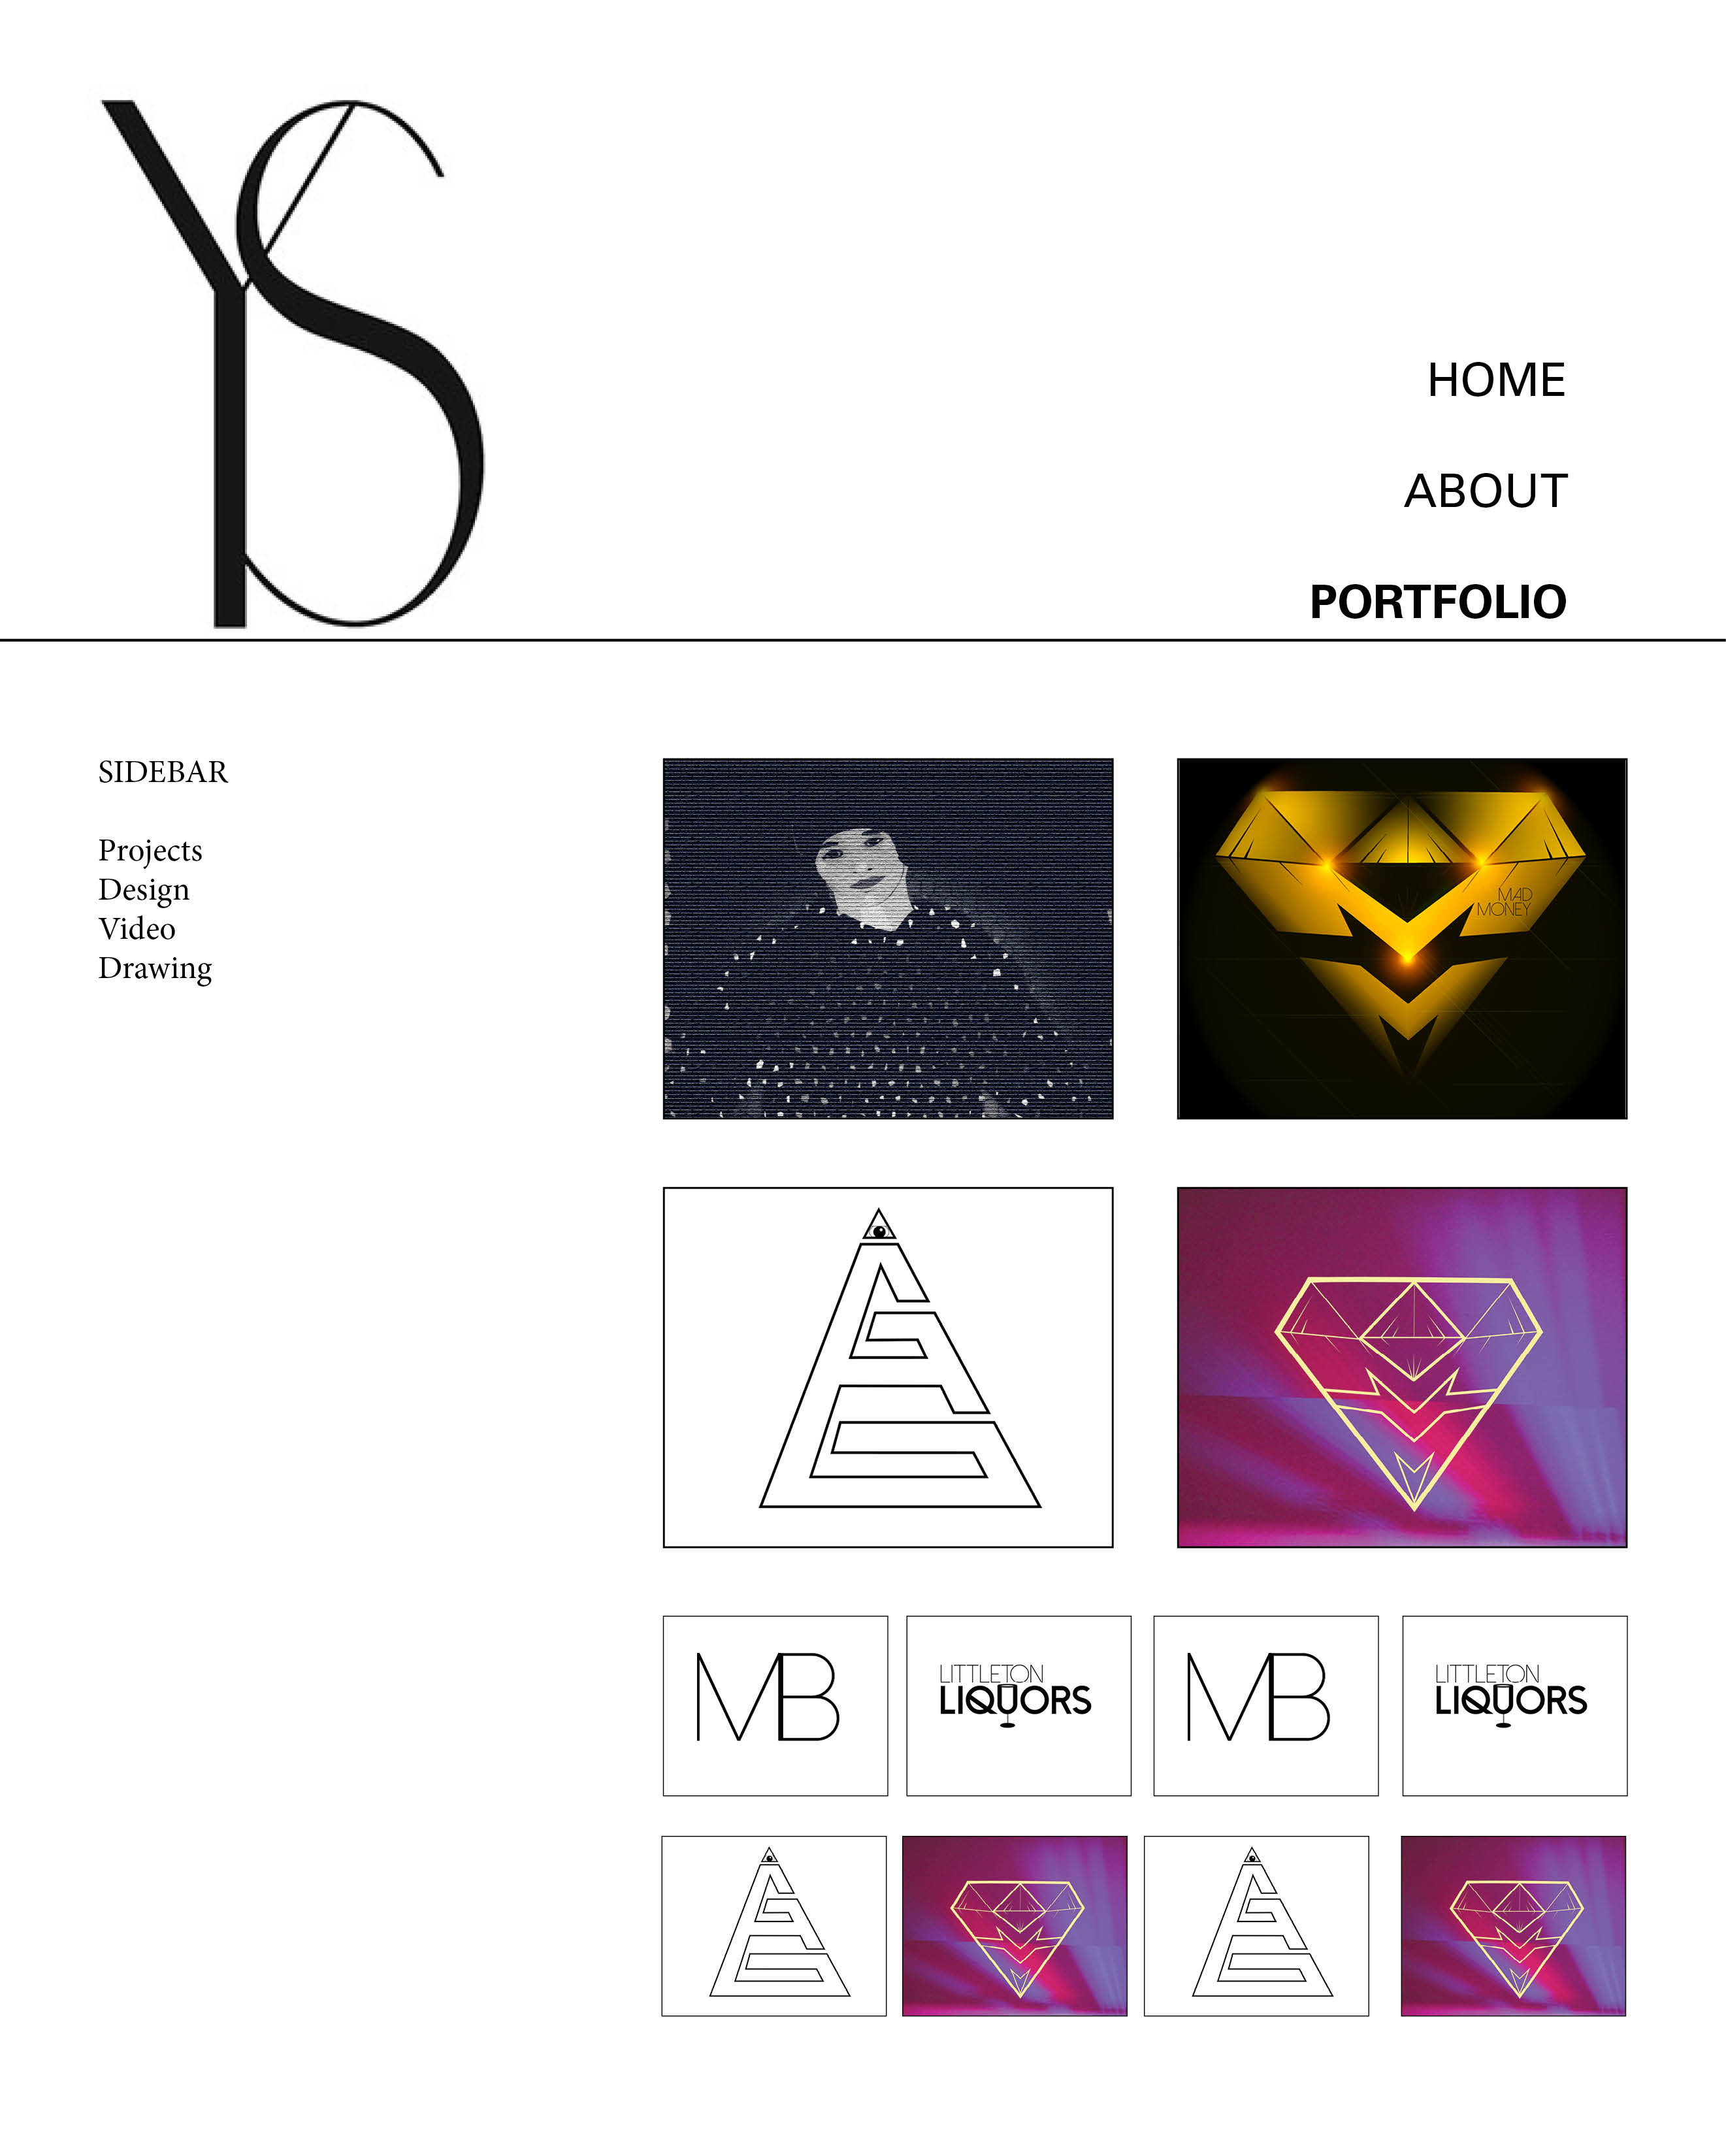 YS
HOME
ABOUT
PORTFOLIO
SIDEBAR
Projects
Design
Video
Drawing
MAD
MONEY
MB
LITTLETON
LIQUORS
MB
LITTLETON
LIQUORS